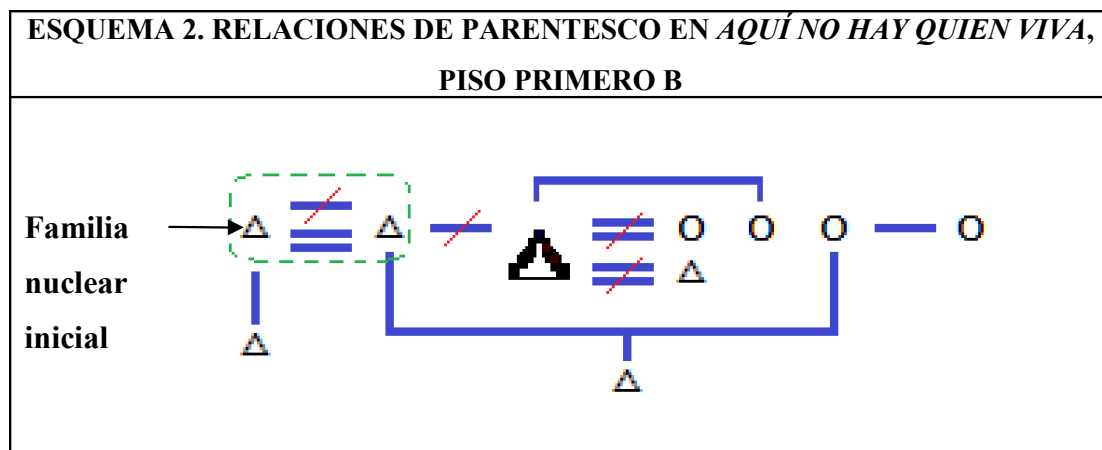 ESQUEMA 2. RELACIONES DE PARENTESCO EN AQUÍ NO HAY QUIEN VIVA,
PISO PRIMERO B
Familia
nuclear
inicial